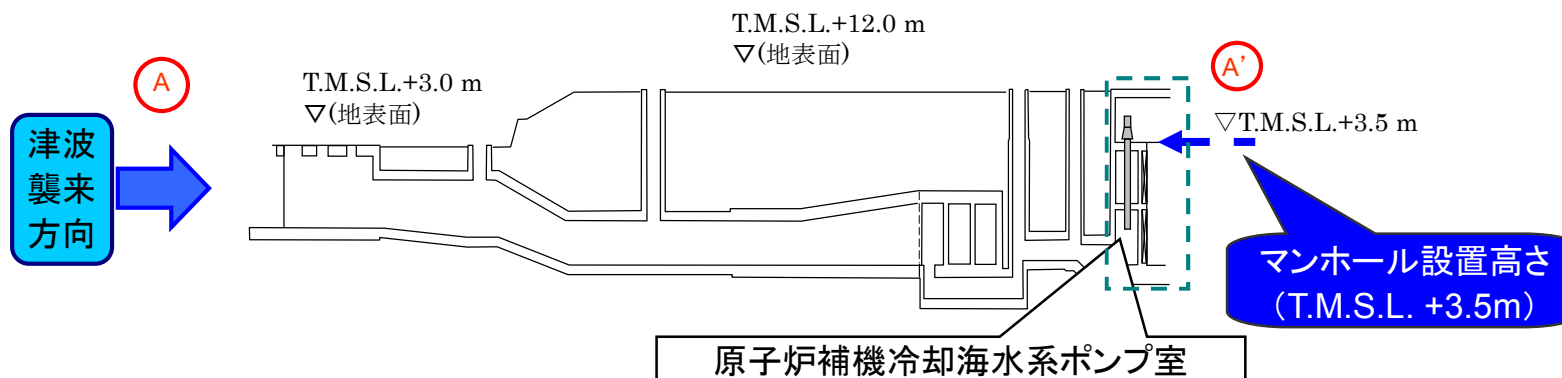 T.M.S.L.+12.0 m
▽(地表面)
A
T.M.S.L.+3.0 m
▽(地表面)
A’
▽T.M.S.L.+3.5 m
津波
襲来
方向
マンホール設置高さ
（T.M.S.L. +3.5m）
原子炉補機冷却海水系ポンプ室